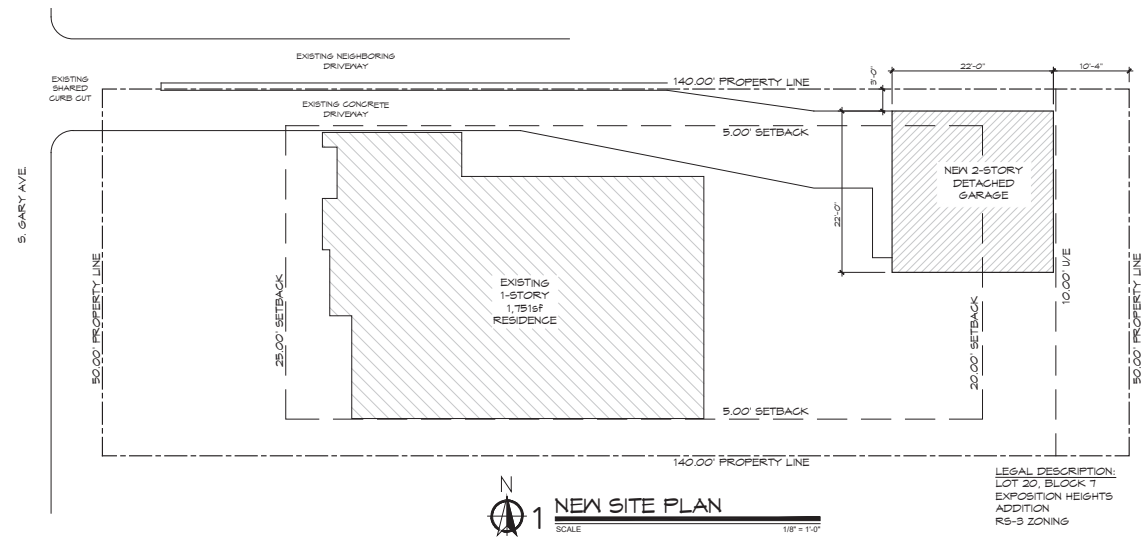 EXISTING NEIGHBORING
DRIVEWAY
EXISTING
SHARED
CURB CUT
140.00' PROPERTY LINE
3'-0"
22'-0"
10'-4"
EXISTING CONCRETE
DRIVEWAY
5.00' SETBACK
NEW 2-STORY
DETACHED
GARAGE
22'-0"
S. GARY AVE.
50.00' PROPERTY LINE
25.00' SETBACK
EXISTING
1-STORY
1,751sf
RESIDENCE
20.00' SETBACK
10.00' U/E
50.00' PROPERTY LINE
5.00' SETBACK
140.00' PROPERTY LINE
LEGAL DESCRIPTION:
LOT 20, BLOCK 7
EXPOSITION HEIGHTS
ADDITION
RS-3 ZONING
N
1 NEW SITE PLAN
SCALE 1/8" = 1'-0"